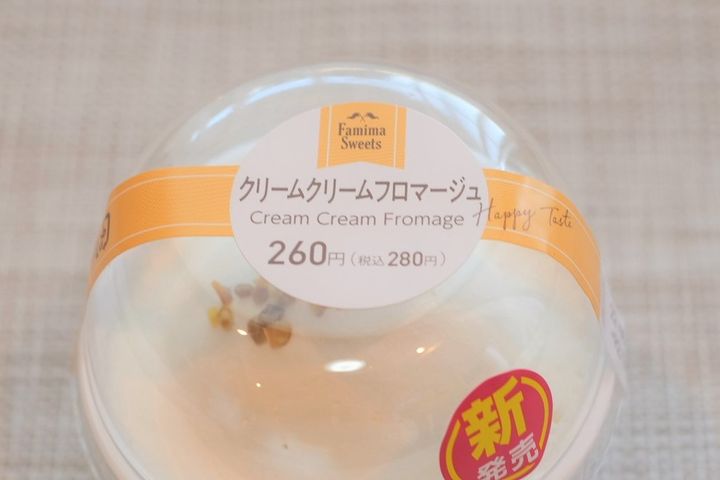 Famima
Sweets
クリームクリームフロマージュ
Cream Cream Fromage
Happy Taste
260円(税込280円)
新
発売